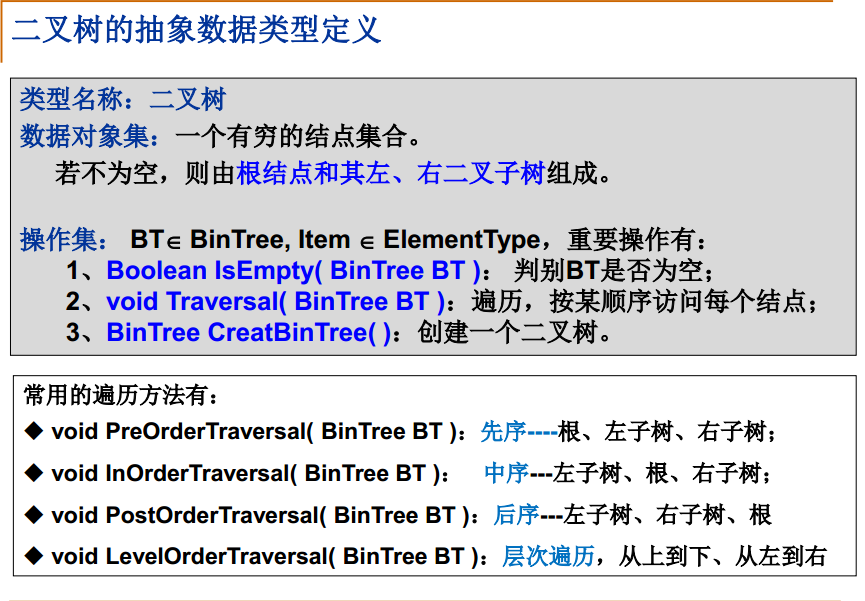 二叉树的抽象数据类型定义
类型名称：二叉树
数据对象集：一个有穷的结点集合。
若不为空，则由根结点和其左、右二叉子树组成。
操作集： BT∈ BinTree, Item ∈ ElementType，重要操作有：
1、Boolean IsEmpty( BinTree BT )： 判别BT是否为空；
2、void Traversal( BinTree BT )：遍历，按某顺序访问每个结点；
3、BinTree CreatBinTree( )：创建一个二叉树。
常用的遍历方法有：
◆ void PreOrderTraversal( BinTree BT )：先序----根、左子树、右子树；
◆ void InOrderTraversal( BinTree BT )： 中序---左子树、根、右子树；
◆ void PostOrderTraversal( BinTree BT )：后序---左子树、右子树、根
◆ void LevelOrderTraversal( BinTree BT )：层次遍历，从上到下、从左到右